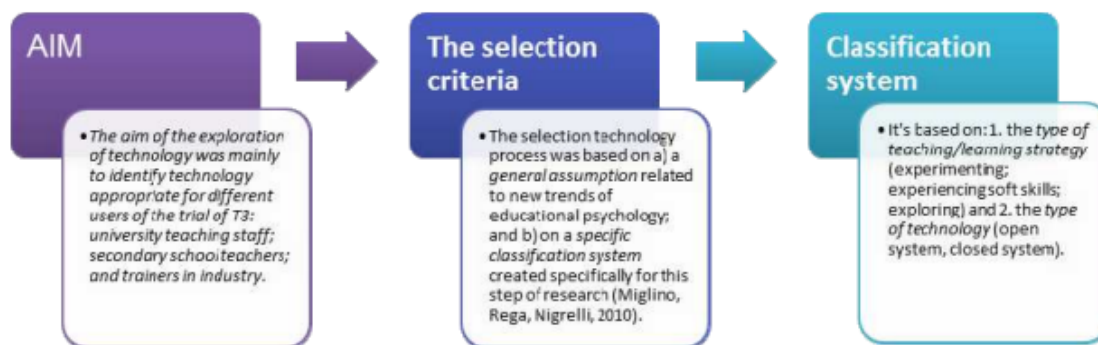 AIM
• The aim of the exploration
of technology was mainly
to identify technology
appropriate for different
users of the trial of T3:
university teaching staff;
secondary school teachers;
and trainers in industry.
The selection
criteria
• The selection technology
process was based on a) a
general assumption related
to new trends of
educational psychology;
and b) on a specific
classification system
created specifically for this
step of research (Miglino,
Rega, Nigrelli, 2010).
Classification
system
• It's based on: 1. the type of
teaching/learning strategy
(experimenting;
experiencing soft skills;
exploring) and 2. the type
of technology (open
system, closed system).